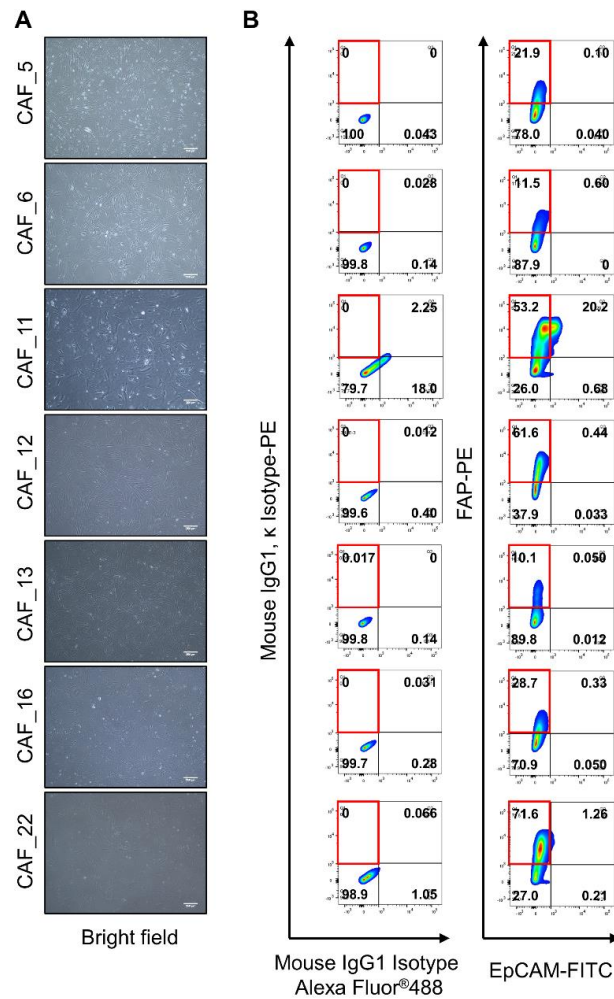 A
B
CAF_5
CAF_6
CAF_11
CAF_12
CAF_13
CAF_16
CAF_22
Bright field
Mouse IgG1, κ Isotype-PE
0 0
100 0.043
0 0.028
99.8 0.14
0 2.25
79.7 18.0
0 0.012
99.6 0.40
0.017 0
99.8 0.14
0 0.031
99.7 0.28
0 0.066
98.9 1.05
Mouse IgG1 Isotype
Alexa Fluor®488
FAP-PE
21.9 0.10
78.0 0.040
11.5 0.60
87.9 0
53.2 20.2
26.0 0.68
61.6 0.44
37.9 0.033
10.1 0.050
89.8 0.012
28.7 0.33
70.9 0.050
71.6 1.26
27.0 0.21
EpCAM-FITC